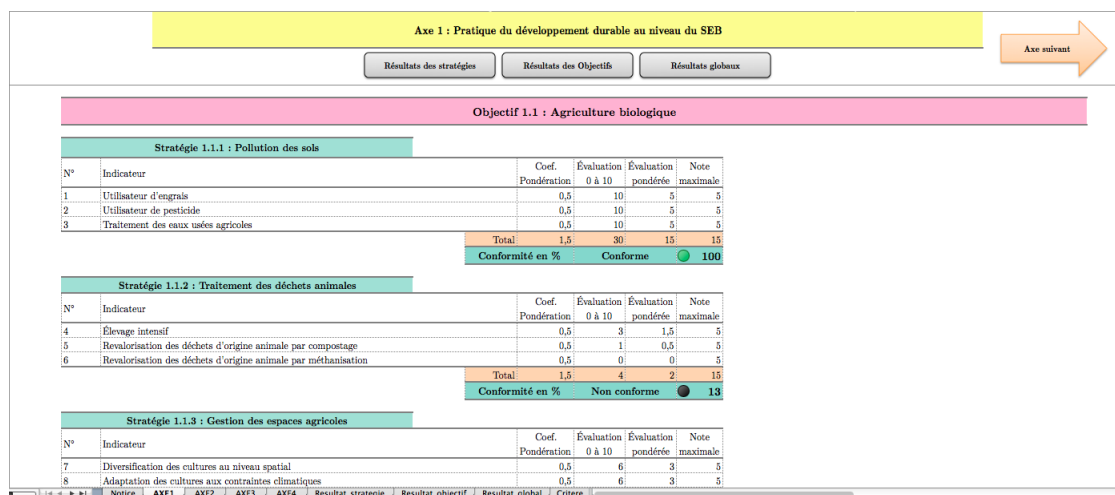 Axe 1 : Pratique du développement durable au niveau du SEB
Axe suivant
Résultats des stratégies Résultats des Objectifs Résultats globaux
Objectif 1.1 : Agriculture biologique
Stratégie 1.1.1 : Pollution des sols
N° Indicateur Coef. Pondération Évaluation 0 à 10 Évaluation pondérée Note maximale
1 Utilisateur d'engrais 0,5 10 5 5
2 Utilisateur de pesticide 0,5 10 5 5
3 Traitement des eaux usées agricoles 0,5 10 5 5
Total 1,5 30 15 15
Conformité en % Conforme 100
Stratégie 1.1.2 : Traitement des déchets animales
N° Indicateur Coef. Pondération Évaluation 0 à 10 Évaluation pondérée Note maximale
4 Élevage intensif 0,5 3 1,5 5
5 Revalorisation des déchets d'origine animale par compostage 0,5 1 0,5 5
6 Revalorisation des déchets d'origine animale par méthanisation 0,5 0 0 5
Total 1,5 4 2 15
Conformité en % Non conforme 13
Stratégie 1.1.3 : Gestion des espaces agricoles
N° Indicateur Coef. Pondération Évaluation 0 à 10 Évaluation pondérée Note maximale
7 Diversification des cultures au niveau spatial 0,5 6 3 5
8 Adaptation des cultures aux contraintes climatiques 0,5 6 3 5
Notice AXE1 AXE2 AXE3 AXE4 Resultat strategie Resultat objectif Resultat global Critere